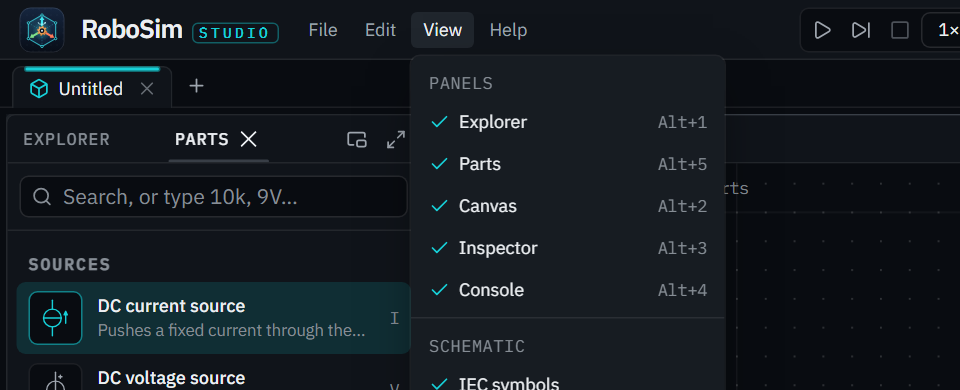 RoboSim STUDIO File Edit View Help 1×
Untitled
PANELS
EXPLORER PARTS
Explorer Alt+1
Parts Alt+5
Canvas Alt+2
Inspector Alt+3
Console Alt+4
Search, or type 10k, 9V...
SOURCES
DC current source
Pushes a fixed current through the... I
DC voltage source
V
SCHEMATIC
IEC symbols